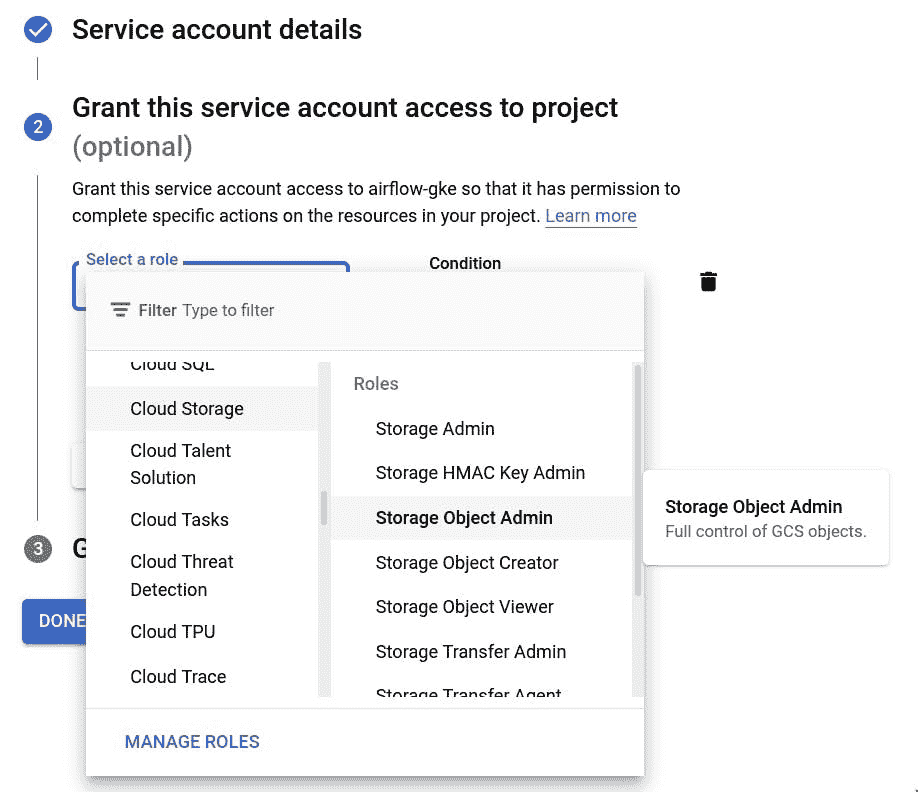 Service account details
2
Grant this service account access to project
(optional)
Grant this service account access to airflow-gke so that it has permission to
complete specific actions on the resources in your project. Learn more
Select a role
Condition
Filter Type to filter
Cloud SQL
Cloud Storage
Cloud Talent
Solution
Cloud Tasks
Cloud Threat
Detection
Cloud TPU
Cloud Trace
Roles
Storage Admin
Storage HMAC Key Admin
Storage Object Admin
Storage Object Creator
Storage Object Viewer
Storage Transfer Admin
Storage Transfer Agent
Storage Object Admin
Full control of GCS objects.
3
G
DONE
MANAGE ROLES